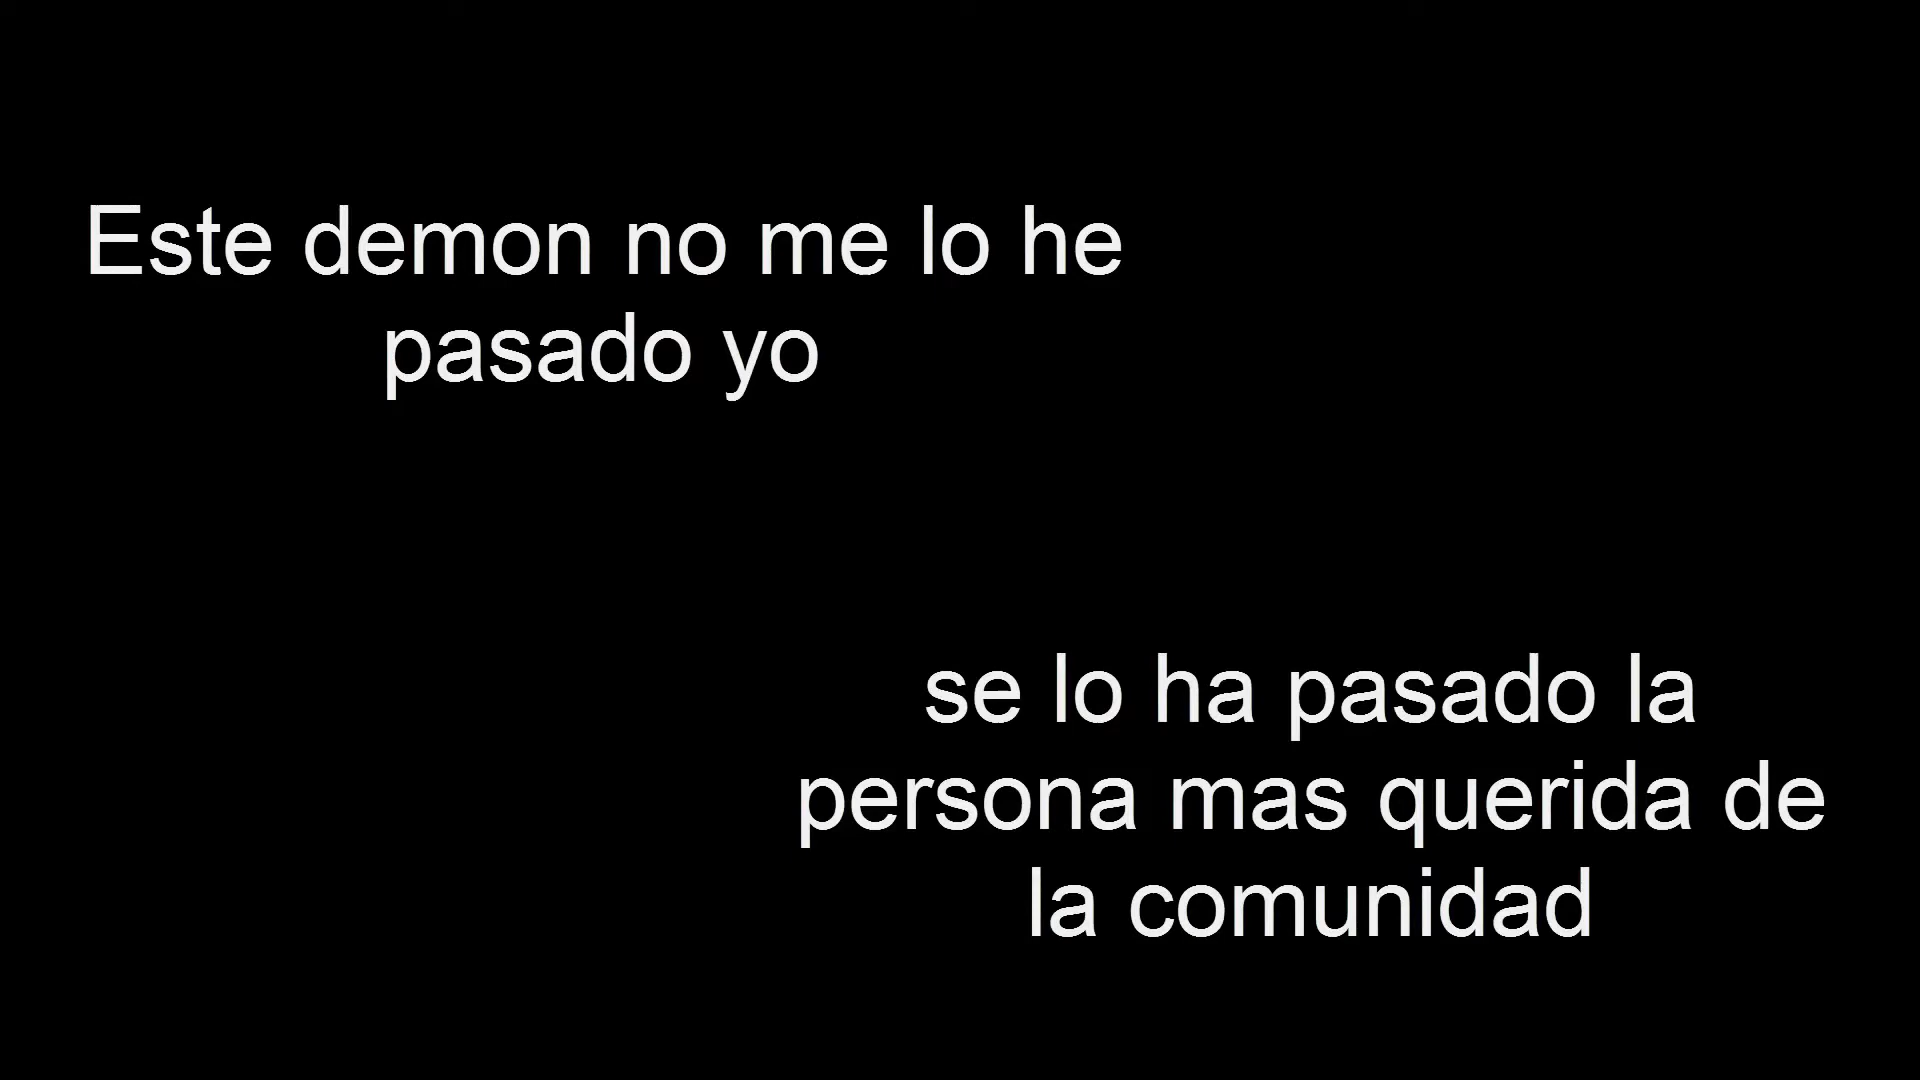 Este demon no me lo he
pasado yo
se lo ha pasado la
persona mas querida de
la comunidad